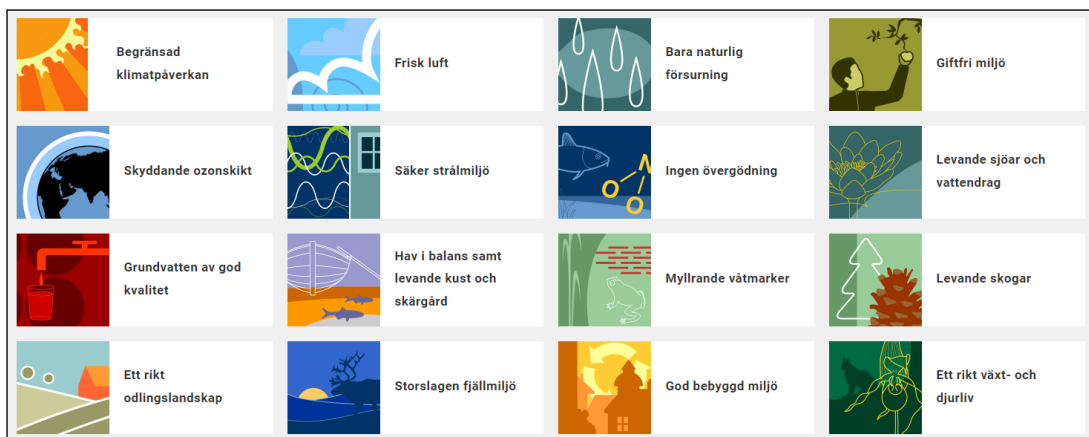 Begränsad
klimatpåverkan
Frisk luft
Bara naturlig
försurning
Giftfri miljö
Skyddande ozonskikt
Säker strålmiljö
N
O
O
Ingen övergödning
Levande sjöar och
vattendrag
Grundvatten av god
kvalitet
Hav i balans samt
levande kust och
skärgård
Myllrande våtmarker
Levande skogar
Ett rikt
odlingslandskap
Storslagen fjällmiljö
God bebyggd miljö
Ett rikt växt- och
djurliv